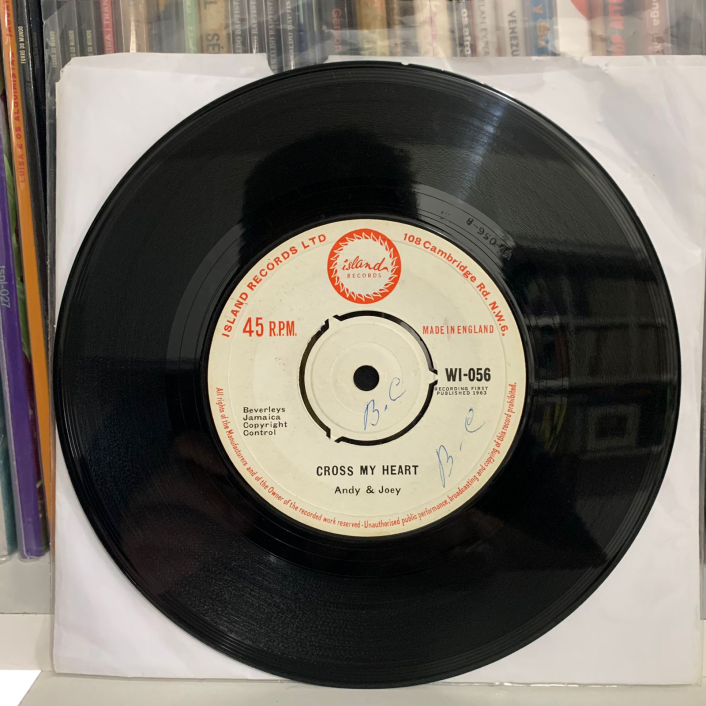 VENEZU
ISLAND RECORDS LTD
108 Cambridge Rd. N.W.6.
island
RECORDS
45 R.P.M.
MADE IN ENGLAND
WI-056
RECORDING FIRST
PUBLISHED 1963
Beverleys
Jamaica
Copyright
Control
B.C
B.C
CROSS MY HEART
Andy & Joey
All rights of the Manufacturers and of the Owner of the recorded work reserved - Unauthorised public performance, broadcasting and copying of this record prohibited.